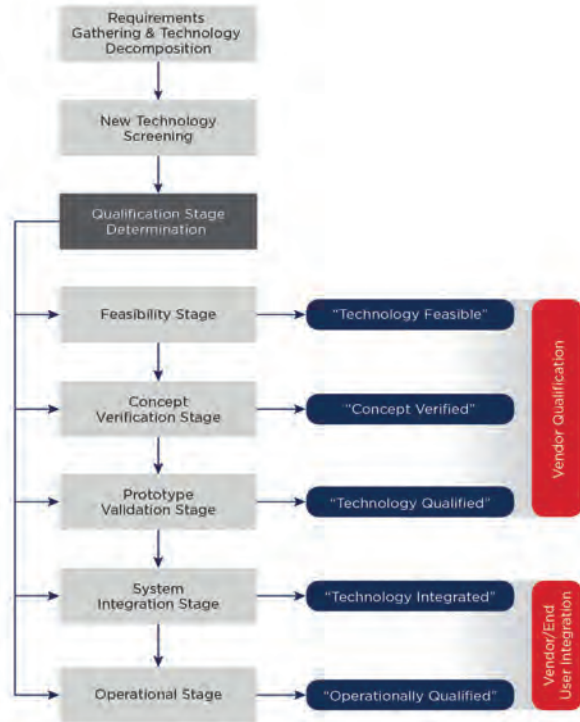 Requirements
Gathering & Technology
Decomposition
New Technology
Screening
Qualification Stage
Determination
Feasibility Stage
"Technology Feasible"
Concept
Verification Stage
"Concept Verified"
Prototype
Validation Stage
"Technology Qualified"
Vendor Qualification
System
Integration Stage
"Technology Integrated"
Operational Stage
"Operationally Qualified"
Vendor/End
User Integration